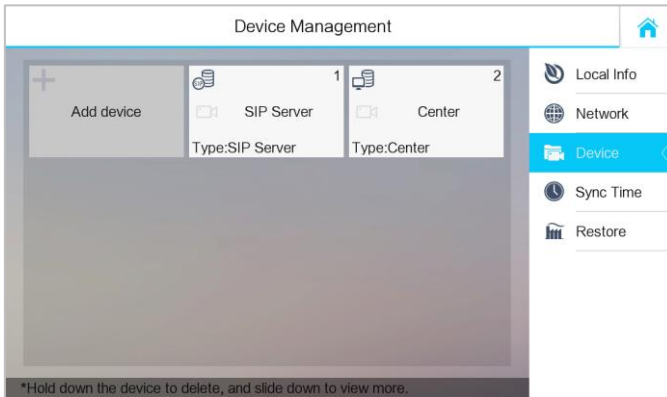 Device Management
Add device
1
SIP Server
Type:SIP Server
2
Center
Type:Center
Local Info
Network
Device
Sync Time
Restore
*Hold down the device to delete, and slide down to view more.